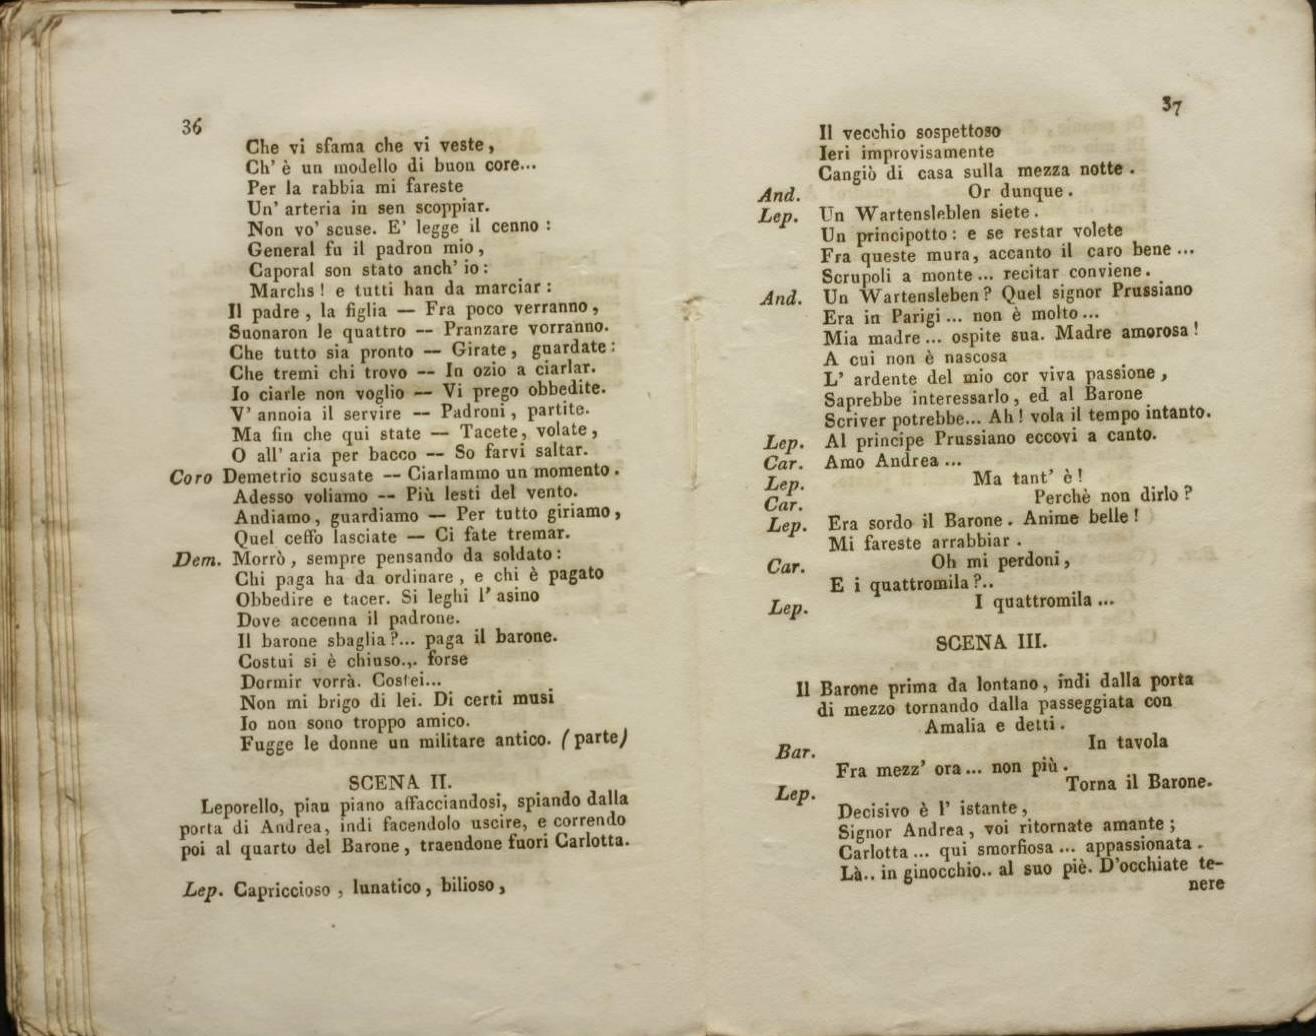 36
Che vi sfama che vi veste,
Ch' è un modello di buon core...
Per la rabbia mi fareste
Un' arteria in sen scoppiar.
Non vo' scuse. E' legge il cenno :
General fu il padron mio,
Caporal son stato anch' io :
Marchs ! e tutti han da marciar :
Il padre, la figlia — Fra poco verranno,
Suonaron le quattro — Pranzare vorranno.
Che tutto sia pronto — Girate, guardate :
Che tremi chi trovo — In ozio a ciarlar.
Io ciarle non voglio — Vi prego obbedite.
V' annoia il servire — Padroni, partite.
Ma fin che qui state — Tacete, volate,
O all' aria per bacco — So farvi saltar.
Coro Demetrio scusate — Ciarlammo un momento.
Adesso voliamo — Più lesti del vento.
Andiamo, guardiamo — Per tutto giriamo,
Quel ceffo lasciate — Ci fate tremar.
Dem. Morrò, sempre pensando da soldato :
Chi paga ha da ordinare, e chi è pagato
Obbedire e tacer. Si leghi l' asino
Dove accenna il padrone.
Il barone sbaglia ?... paga il barone.
Costui si è chiuso.,. forse
Dormir vorrà. Costei...
Non mi brigo di lei. Di certi musi
Io non sono troppo amico.
Fugge le donne un militare antico. (parte)
SCENA II.
Leporello, pian piano affacciandosi, spiando dalla
porta di Andrea, indi facendolo uscire, e correndo
poi al quarto del Barone, traendone fuori Carlotta.
Lep. Capriccioso, lunatico, bilioso,
37
Il vecchio sospettoso
Ieri improvisamente
Cangiò di casa sulla mezza notte.
And. Or dunque.
Lep. Un Wartensleblen siete.
Un principotto : e se restar volete
Fra queste mura, accanto il caro bene ...
Scrupoli a monte ... recitar conviene.
And. Un Wartensleben ? Quel signor Prussiano
Era in Parigi ... non è molto ...
Mia madre ... ospite sua. Madre amorosa !
A cui non è nascosa
L' ardente del mio cor viva passione,
Saprebbe interessarlo, ed al Barone
Scriver potrebbe... Ah ! vola il tempo intanto.
Lep. Al principe Prussiano eccovi a canto.
Car. Amo Andrea ...
Lep. Ma tant' è !
Car. Perchè non dirlo ?
Lep. Era sordo il Barone. Anime belle !
Mi fareste arrabbiar.
Car. Oh mi perdoni,
E i quattromila ?..
Lep. I quattromila ...
SCENA III.
Il Barone prima da lontano, indi dalla porta
di mezzo tornando dalla passeggiata con
Amalia e detti.
Bar. In tavola
Fra mezz' ora ... non più.
Lep. Torna il Barone.
Decisivo è l' istante,
Signor Andrea, voi ritornate amante ;
Carlotta ... qui smorfiosa ... appassionata.
Là.. in ginocchio.. al suo piè. D'occhiate te-
nere